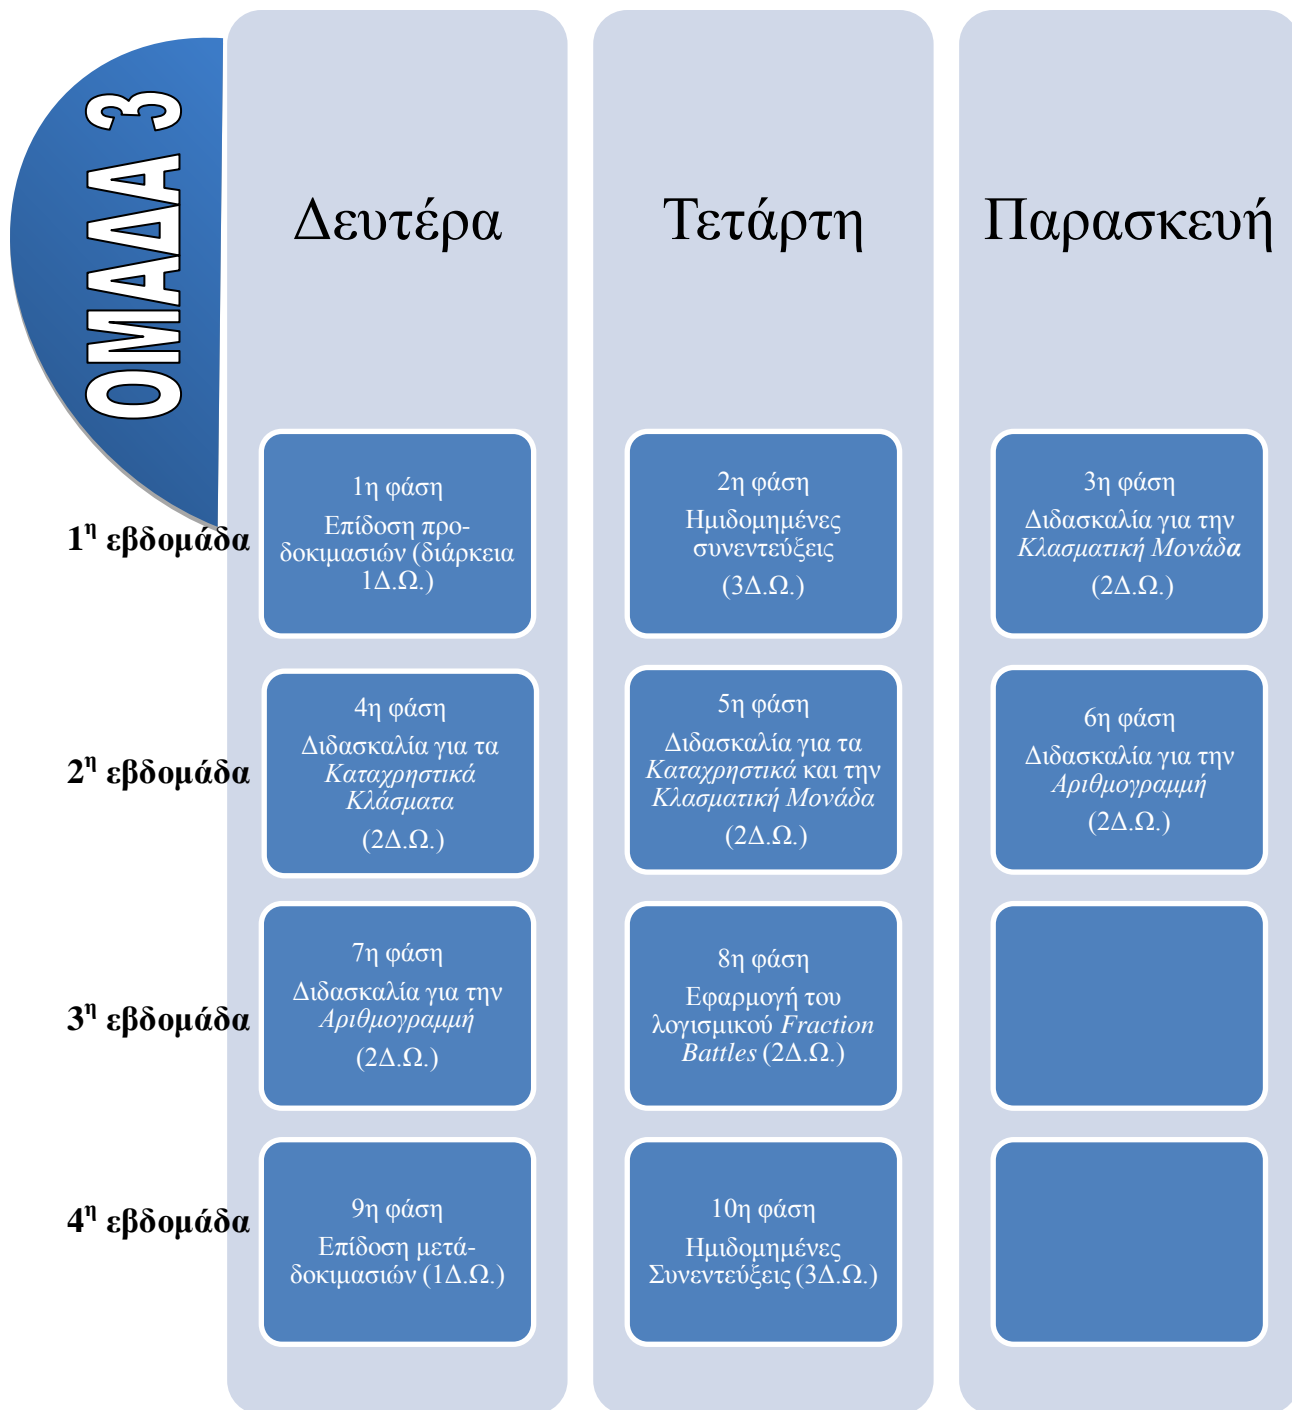 ΟΜΑΔΑ 3
Δευτέρα
Τετάρτη
Παρασκευή
1η εβδομάδα
1η φάση
Επίδοση προ-
δοκιμασιών (διάρκεια
1Δ.Ω.)
2η φάση
Ημιδομημένες
συνεντεύξεις
(3Δ.Ω.)
3η φάση
Διδασκαλία για την
Κλασματική Μονάδα
(2Δ.Ω.)
2η εβδομάδα
4η φάση
Διδασκαλία για τα
Καταχρηστικά
Κλάσματα
(2Δ.Ω.)
5η φάση
Διδασκαλία για τα
Καταχρηστικά και την
Κλασματική Μονάδα
(2Δ.Ω.)
6η φάση
Διδασκαλία για την
Αριθμογραμμή
(2Δ.Ω.)
3η εβδομάδα
7η φάση
Διδασκαλία για την
Αριθμογραμμή
(2Δ.Ω.)
8η φάση
Εφαρμογή του
λογισμικού Fraction
Battles (2Δ.Ω.)
4η εβδομάδα
9η φάση
Επίδοση μετά-
δοκιμασιών (1Δ.Ω.)
10η φάση
Ημιδομημένες
Συνεντεύξεις (3Δ.Ω.)